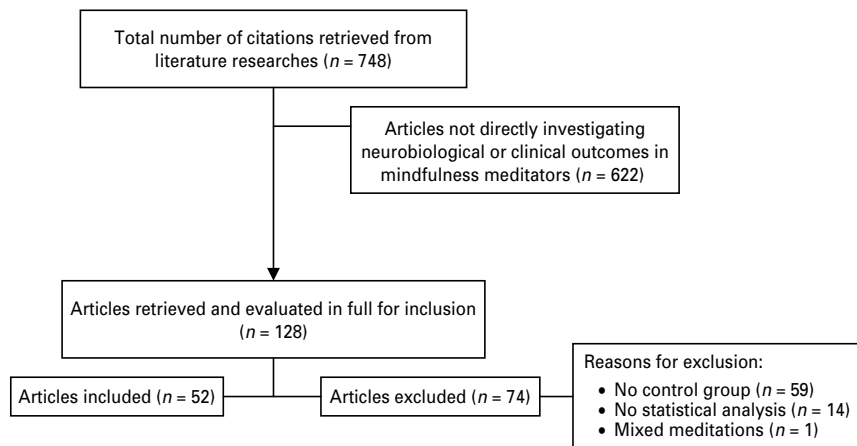 Total number of citations retrieved from
literature researches (n = 748)
Articles not directly investigating
neurobiological or clinical outcomes in
mindfulness meditators (n = 622)
Articles retrieved and evaluated in full for inclusion
(n = 128)
Articles included (n = 52)
Articles excluded (n = 74)
Reasons for exclusion:
• No control group (n = 59)
• No statistical analysis (n = 14)
• Mixed meditations (n = 1)